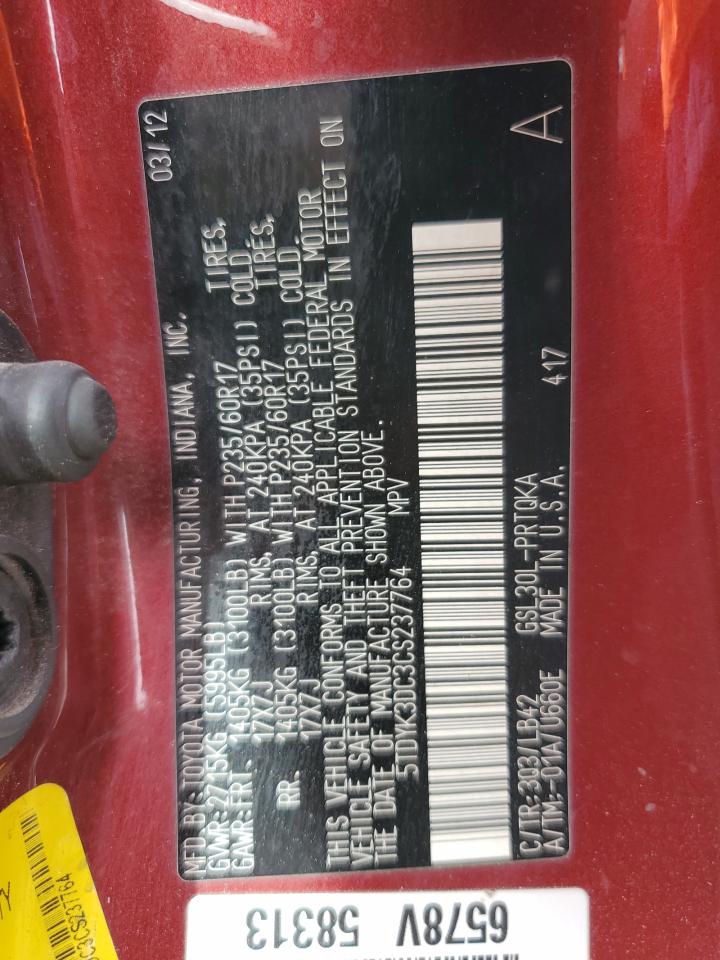 MFD BY: TOYOTA MOTOR MANUFACTURING, INDIANA, INC. 03/12
GVWR: 2715KG (5995LB)
GAWR: FRT. 1405KG (3100LB) WITH P235/60R17 TIRES,
17X7J RIMS, AT 240KPA (35PSI) COLD.
RR. 1405KG (3100LB) WITH P235/60R17 TIRES,
17X7J RIMS, AT 240KPA (35PSI) COLD.
THIS VEHICLE CONFORMS TO ALL APPLICABLE FEDERAL MOTOR
VEHICLE SAFETY AND THEFT PREVENTION STANDARDS IN EFFECT ON
THE DATE OF MANUFACTURE SHOWN ABOVE.
5TDYK3DC3CS237764 MPV
C/TR: 3Q3/LB42 GSL30L-PRTQKA 417 A
A/TM: -01A/U660E MADE IN U.S.A.
6578V
58313
C3CS237764